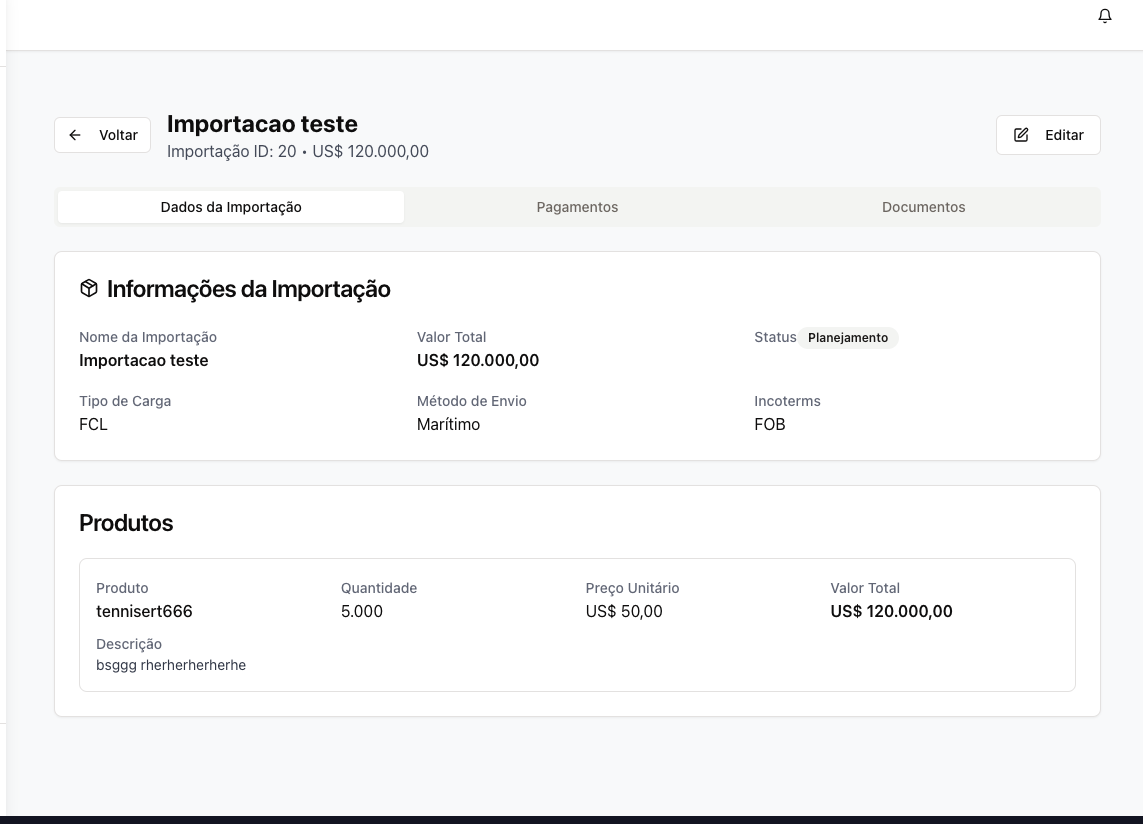 Voltar
Importacao teste
Importação ID: 20 • US$ 120.000,00
Editar
Dados da Importação
Pagamentos
Documentos
Informações da Importação
Nome da Importação
Importacao teste
Valor Total
US$ 120.000,00
Status Planejamento
Tipo de Carga
FCL
Método de Envio
Marítimo
Incoterms
FOB
Produtos
Produto
tennisert666
Quantidade
5.000
Preço Unitário
US$ 50,00
Valor Total
US$ 120.000,00
Descrição
bsggg rherherherherhe